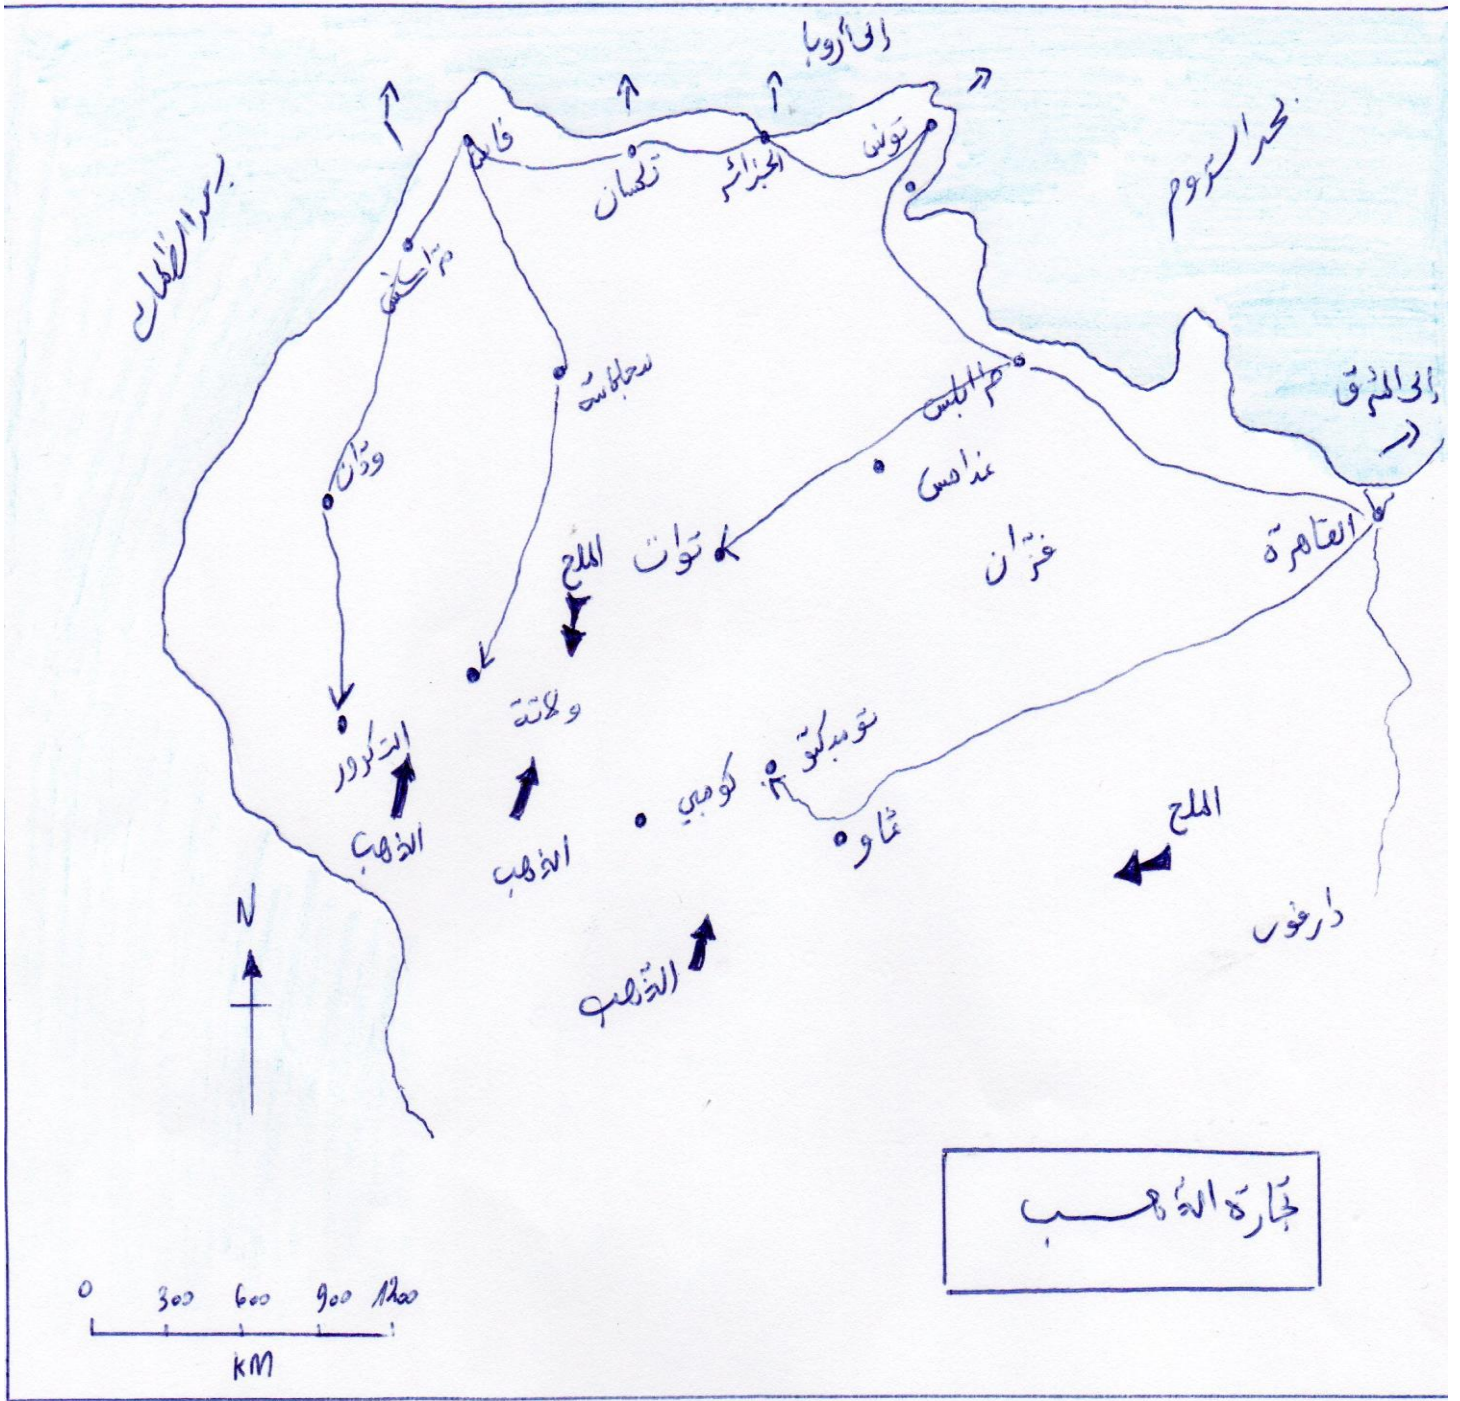 إلى أروبا
بحر الروم
بحر الظلمات
فاس
تلمسان
الجزائر
تونس
مراكش
سجلماسة
طرابلس
إلى المشرق
ودان
غدامس
الملح
توات
فزان
القاهرة
ولاتة
التكرور
تومبكتو
كومبي
غاو
الملح
الذهب
الذهب
الذهب
دارفور
N
تجارة الذهب
0 300 600 900 1200
KM